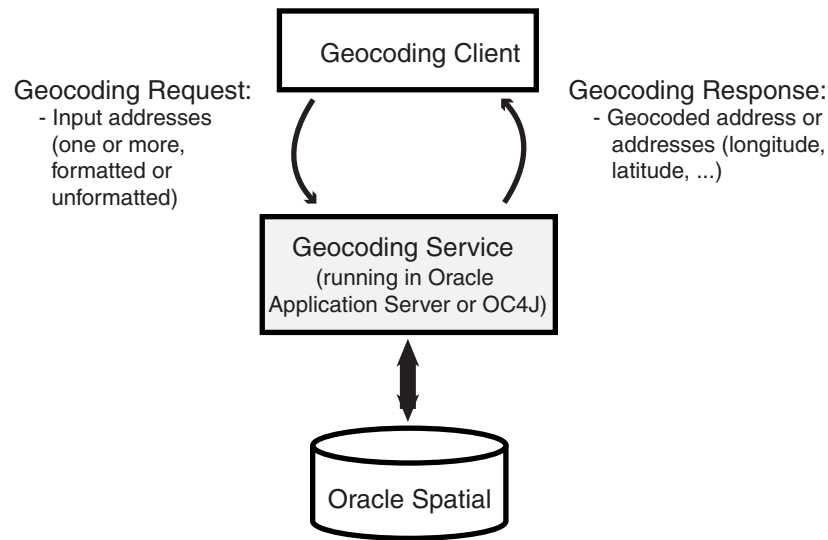 Geocoding Client
Geocoding Request:
- Input addresses
(one or more,
formatted or
unformatted)
Geocoding Response:
- Geocoded address or
addresses (longitude,
latitude, ...)
Geocoding Service
(running in Oracle
Application Server or OC4J)
Oracle Spatial